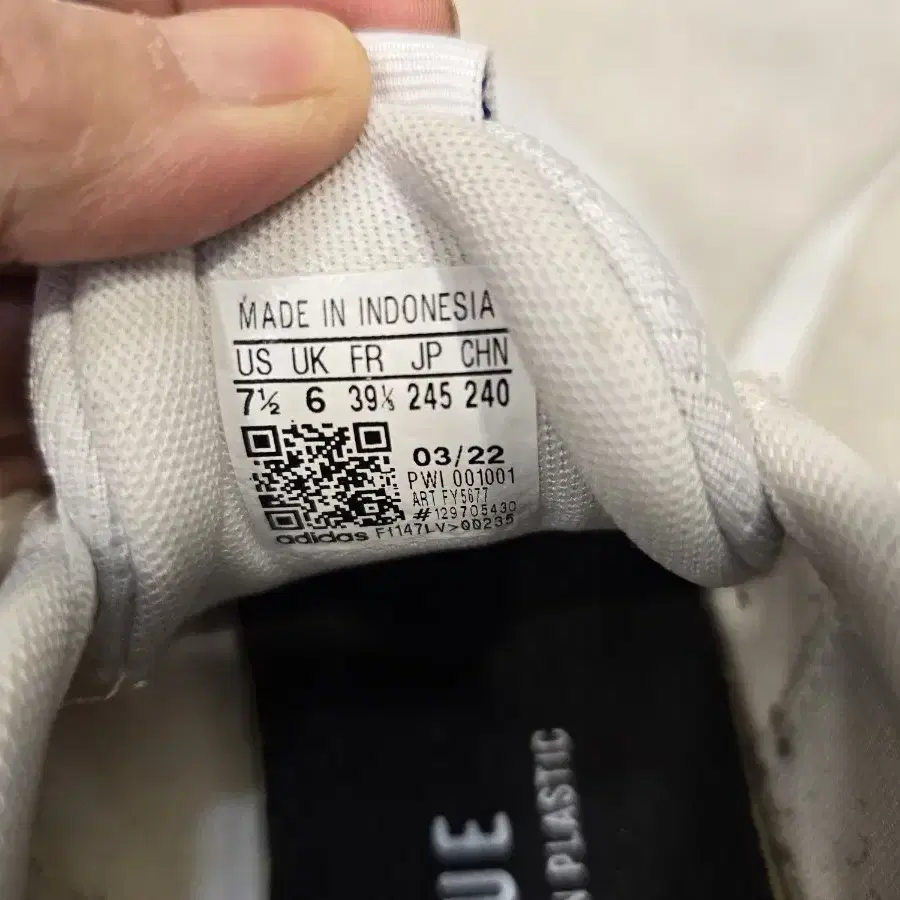 MADE IN INDONESIA
US UK FR JP CHN
7½ 6 39⅓ 245 240
03/22
PWI 001001
ART FY5677
#129705430
adidas F1147LV>00235
UE
N PLASTIC